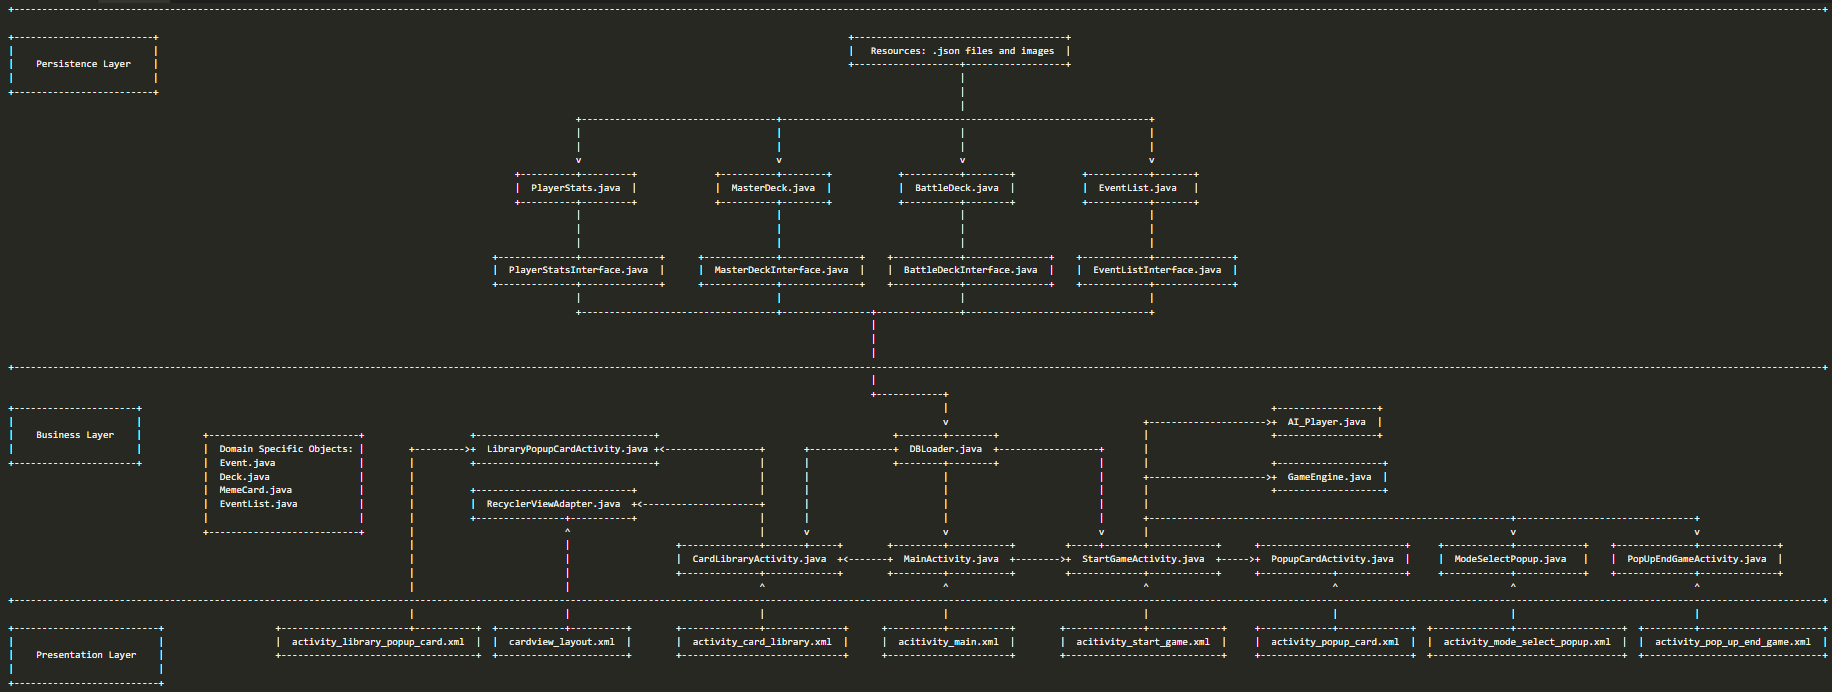 Resources: .json files and images
Persistence Layer
PlayerStats.java
MasterDeck.java
BattleDeck.java
EventList.java
PlayerStatsInterface.java
MasterDeckInterface.java
BattleDeckInterface.java
EventListInterface.java
Business Layer
AI_Player.java
Domain Specific Objects:
Event.java
Deck.java
MemeCard.java
EventList.java
LibraryPopupCardActivity.java
DBLoader.java
GameEngine.java
RecyclerViewAdapter.java
CardLibraryActivity.java
MainActivity.java
StartGameActivity.java
PopupCardActivity.java
ModeSelectPopup.java
PopUpEndGameActivity.java
activity_library_popup_card.xml
cardview_layout.xml
activity_card_library.xml
acitivity_main.xml
acitivity_start_game.xml
activity_popup_card.xml
activity_mode_select_popup.xml
activity_pop_up_end_game.xml
Presentation Layer